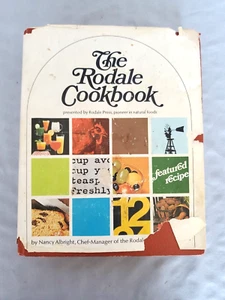 The
Rodale
Cookbook
presented by Rodale Press, pioneer in natural foods
cup avo
cup y
teasp
Freshly
featured
recipe
12
by Nancy Albright, Chef-Manager of the Rodale